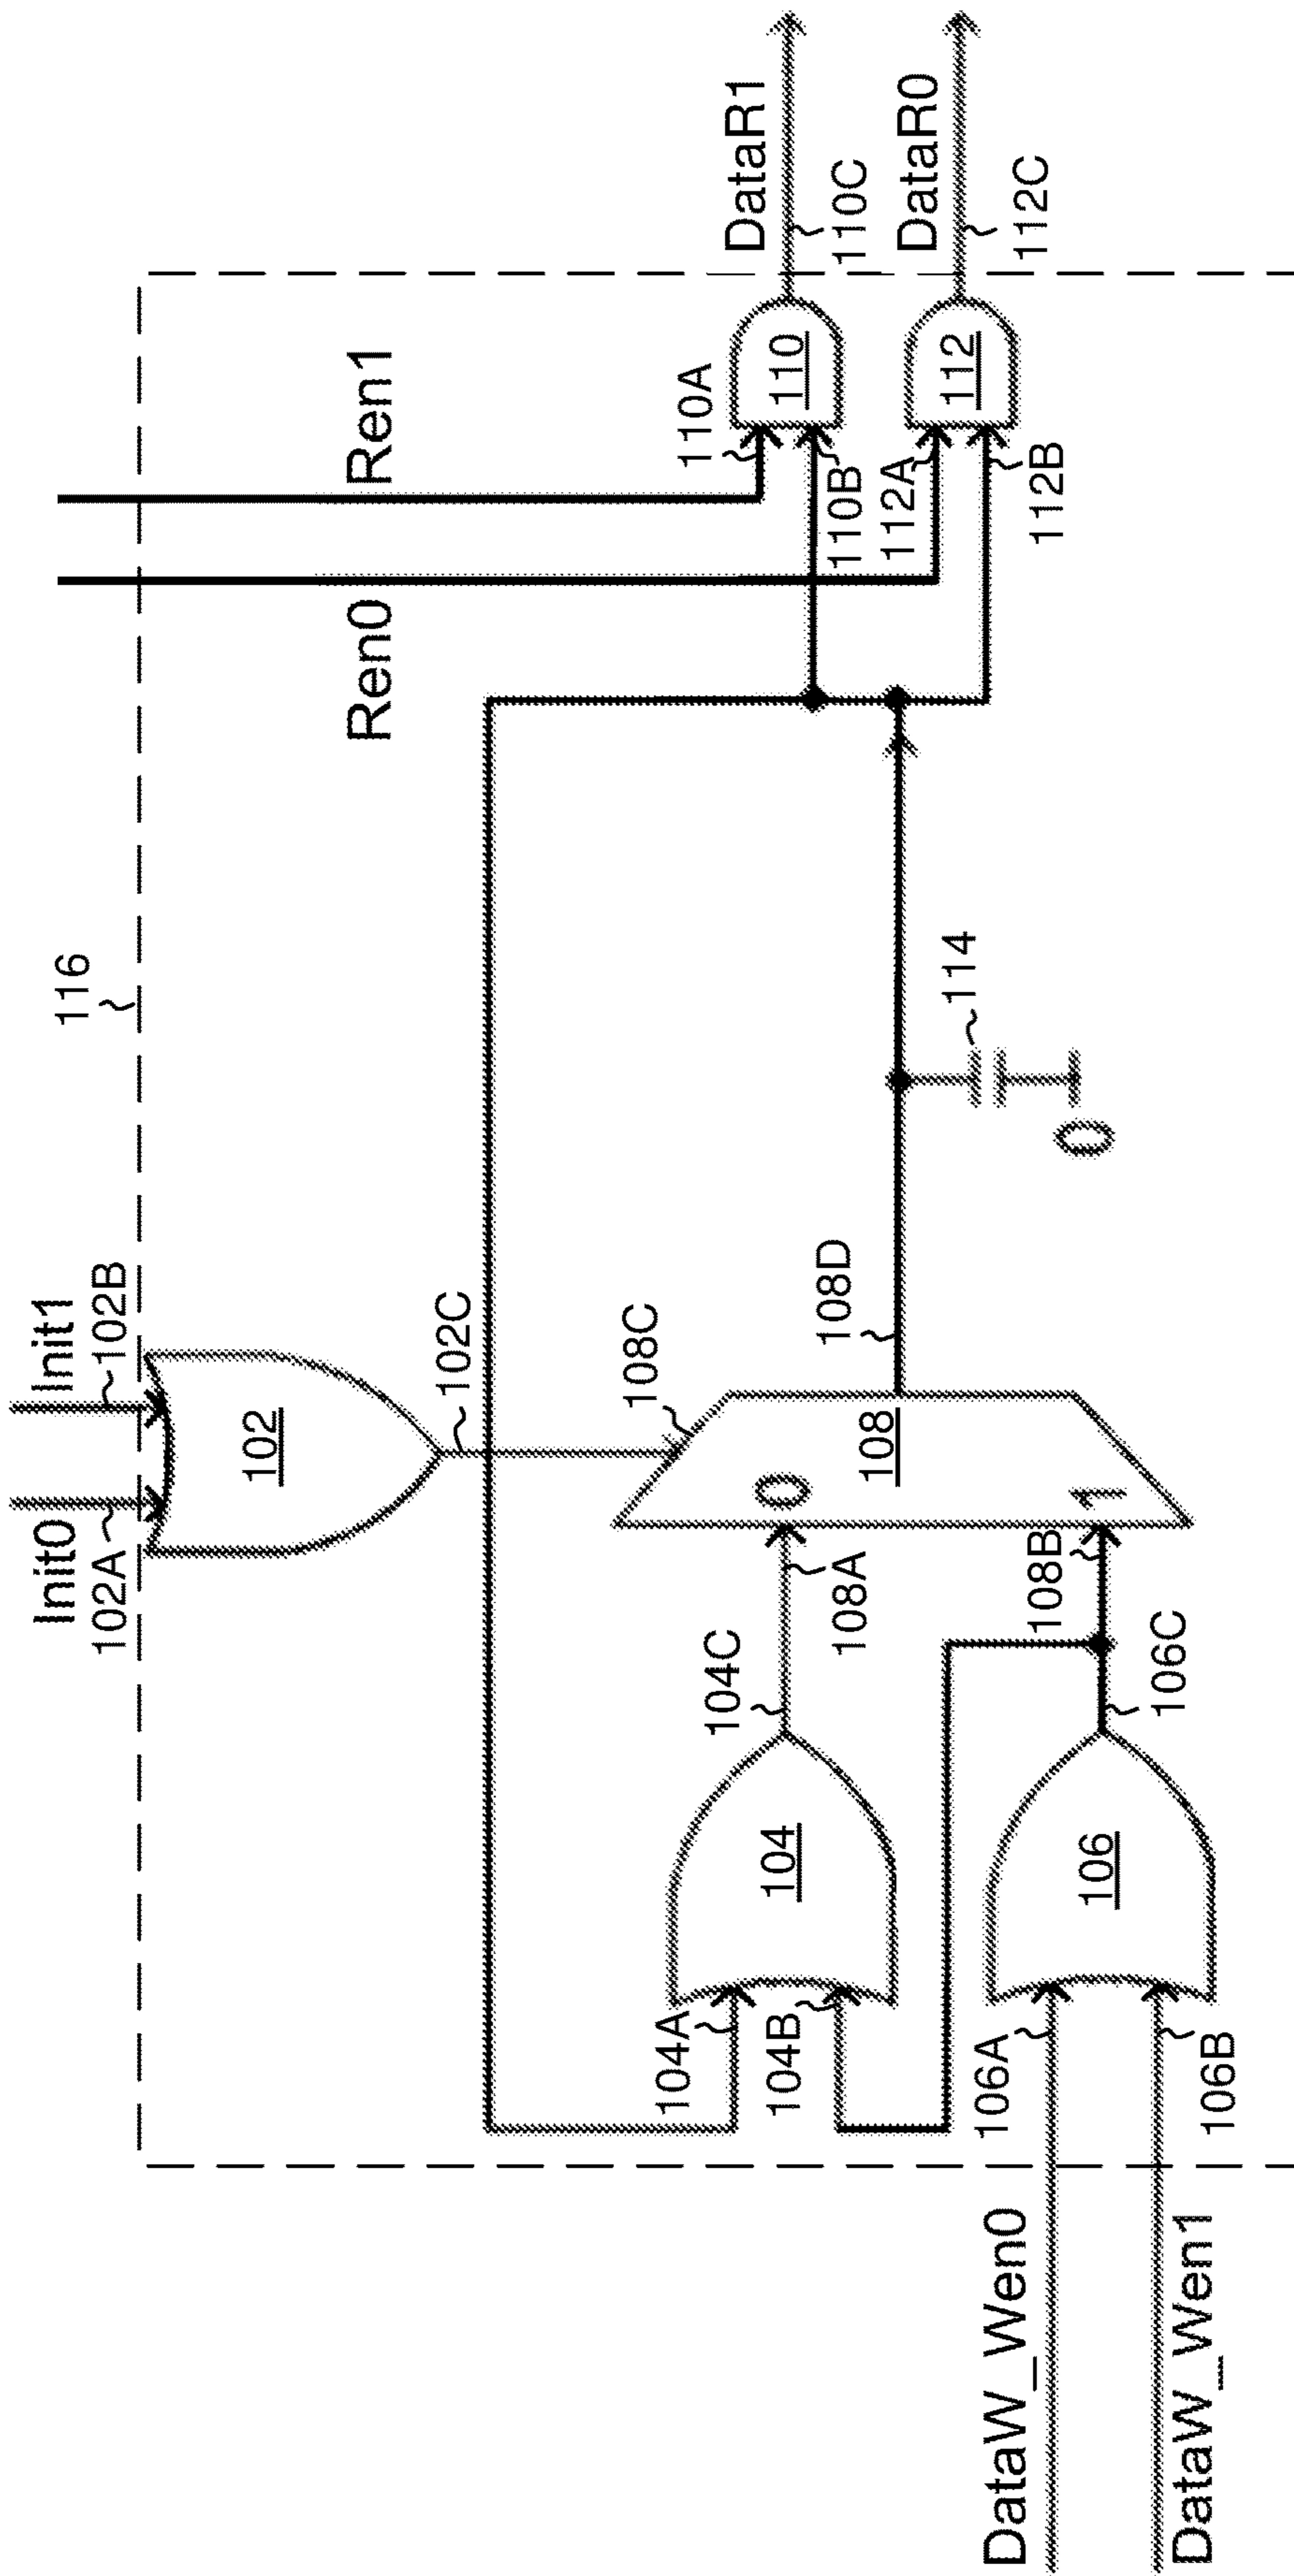 Init0
Init1
102A
102B
116
102
102C
Ren0
Ren1
108C
104A
104B
104
104C
108A
0
108
108D
110A
110B
110
DataR1
110C
112A
112B
112
DataR0
112C
114
0
DataW_Wen0
106A
106
106C
108B
1
DataW_Wen1
106B